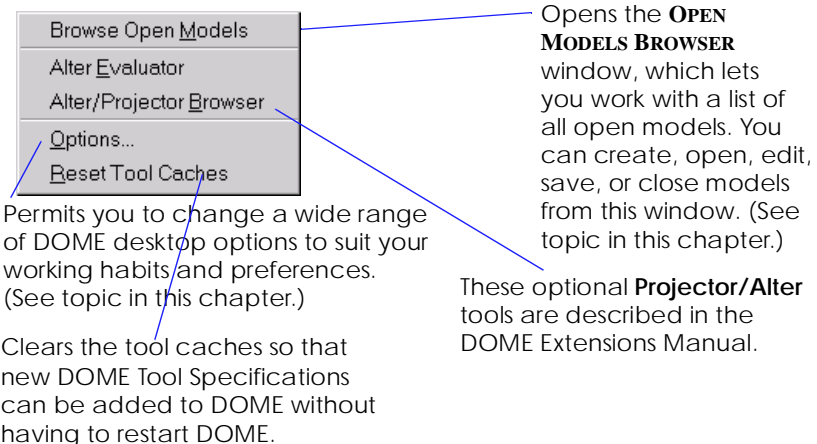 Browse Open Models
Alter Evaluator
Alter/Projector Browser
Options...
Reset Tool Caches
Opens the OPEN
MODELS BROWSER
window, which lets
you work with a list of
all open models. You
can create, open, edit,
save, or close models
from this window. (See
topic in this chapter.)
Permits you to change a wide range
of DOME desktop options to suit your
working habits and preferences.
(See topic in this chapter.)
These optional Projector/Alter
tools are described in the
DOME Extensions Manual.
Clears the tool caches so that
new DOME Tool Specifications
can be added to DOME without
having to restart DOME.